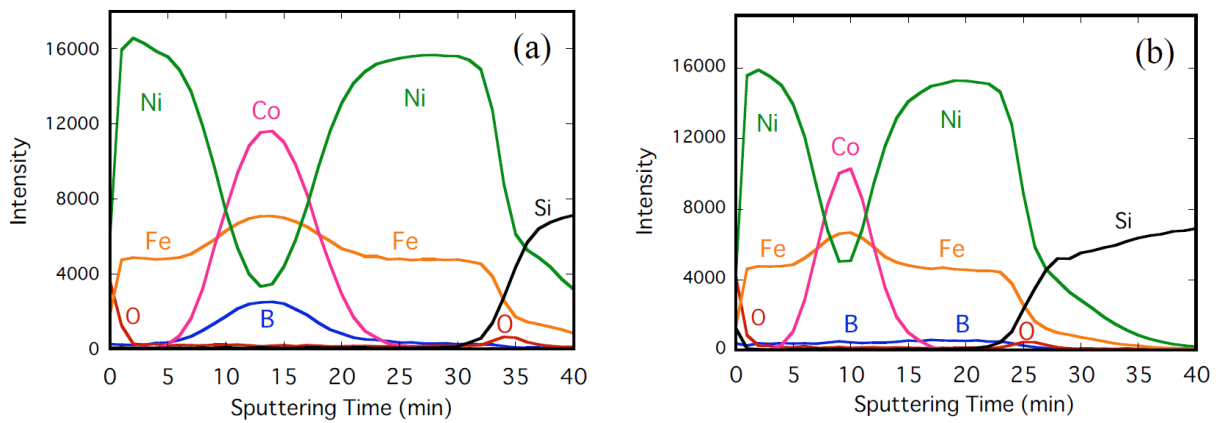 (a)
16000
12000
8000
4000
0
Intensity
Ni
Co
Ni
Fe
Fe
O
B
Si
O
0 5 10 15 20 25 30 35 40
Sputtering Time (min)
(b)
16000
12000
8000
4000
0
Intensity
Ni
Co
Ni
Fe
Fe
O
B
B
Si
O
0 5 10 15 20 25 30 35 40
Sputtering Time (min)